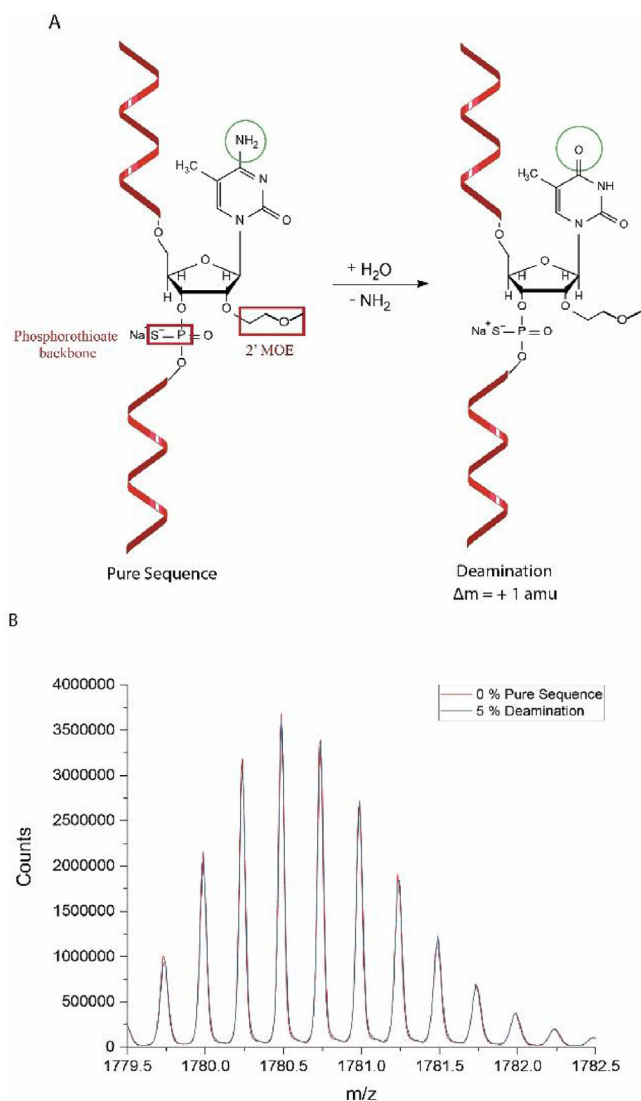 A
NH₂
H₃C
N
N
O
O
O
H
H
O
O
Phosphorothioate
backbone
Na⁺S⁻
P
O
O
2' MOE
O
+ H₂O
- NH₂
O
H₃C
NH
N
O
O
O
H
H
O
O
Na⁺ S⁻
P
O
O
O
Pure Sequence
Deamination
Δm = + 1 amu
B
4000000
3500000
3000000
2500000
2000000
1500000
1000000
500000
0
Counts
0 % Pure Sequence
5 % Deamination
1779.5 1780.0 1780.5 1781.0 1781.5 1782.0 1782.5
m/z